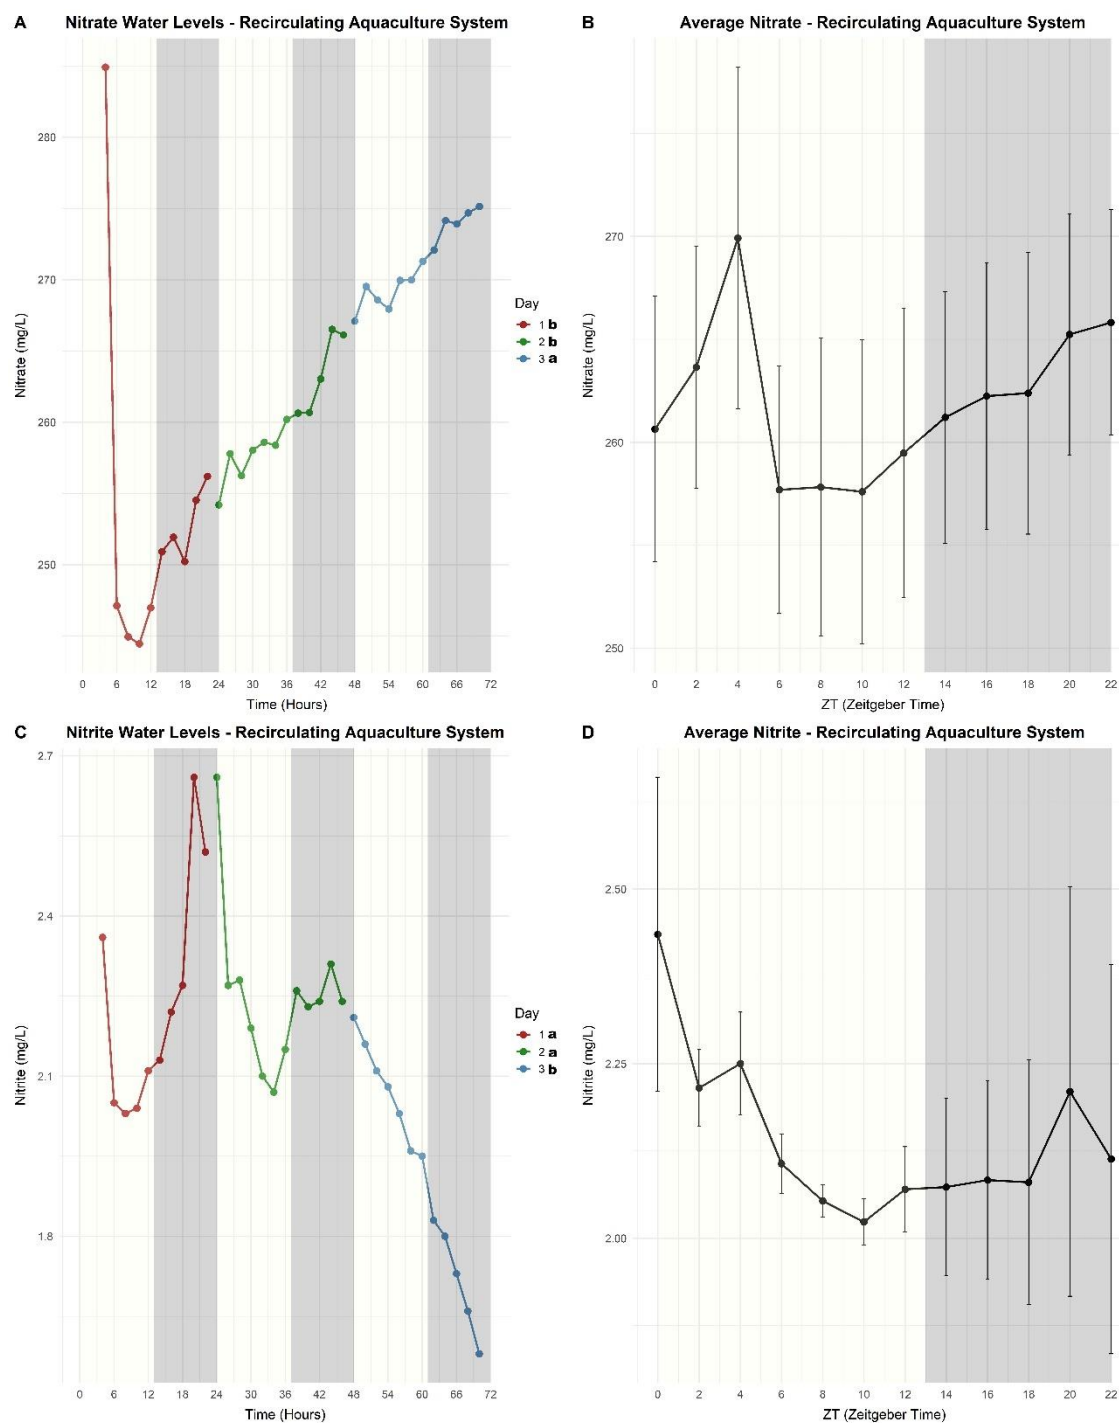 A Nitrate Water Levels - Recirculating Aquaculture System
280
270
260
250
Nitrate (mg/L)
0 6 12 18 24 30 36 42 48 54 60 66 72
Time (Hours)
Day
1 b
2 b
3 a
B Average Nitrate - Recirculating Aquaculture System
270
260
250
Nitrate (mg/L)
0 2 4 6 8 10 12 14 16 18 20 22
ZT (Zeitgeber Time)
C Nitrite Water Levels - Recirculating Aquaculture System
2.7
2.4
2.1
1.8
Nitrite (mg/L)
0 6 12 18 24 30 36 42 48 54 60 66 72
Time (Hours)
Day
1 a
2 a
3 b
D Average Nitrite - Recirculating Aquaculture System
2.50
2.25
2.00
Nitrite (mg/L)
0 2 4 6 8 10 12 14 16 18 20 22
ZT (Zeitgeber Time)